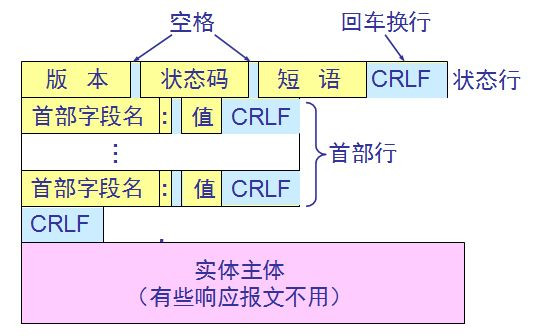 空格 回车换行
版 本 状态码 短 语 CRLF 状态行
首部字段名 : 值 CRLF
⋮ 首部行
首部字段名 : 值 CRLF
CRLF
实体主体
（有些响应报文不用）